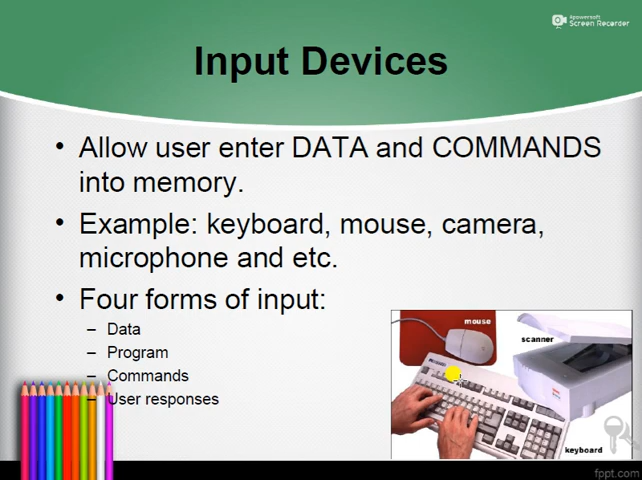 Apowersoft
Screen Recorder
Input Devices
• Allow user enter DATA and COMMANDS
into memory.
• Example: keyboard, mouse, camera,
microphone and etc.
• Four forms of input:
– Data
– Program
– Commands
– User responses
mouse
scanner
keyboard
fppt.com